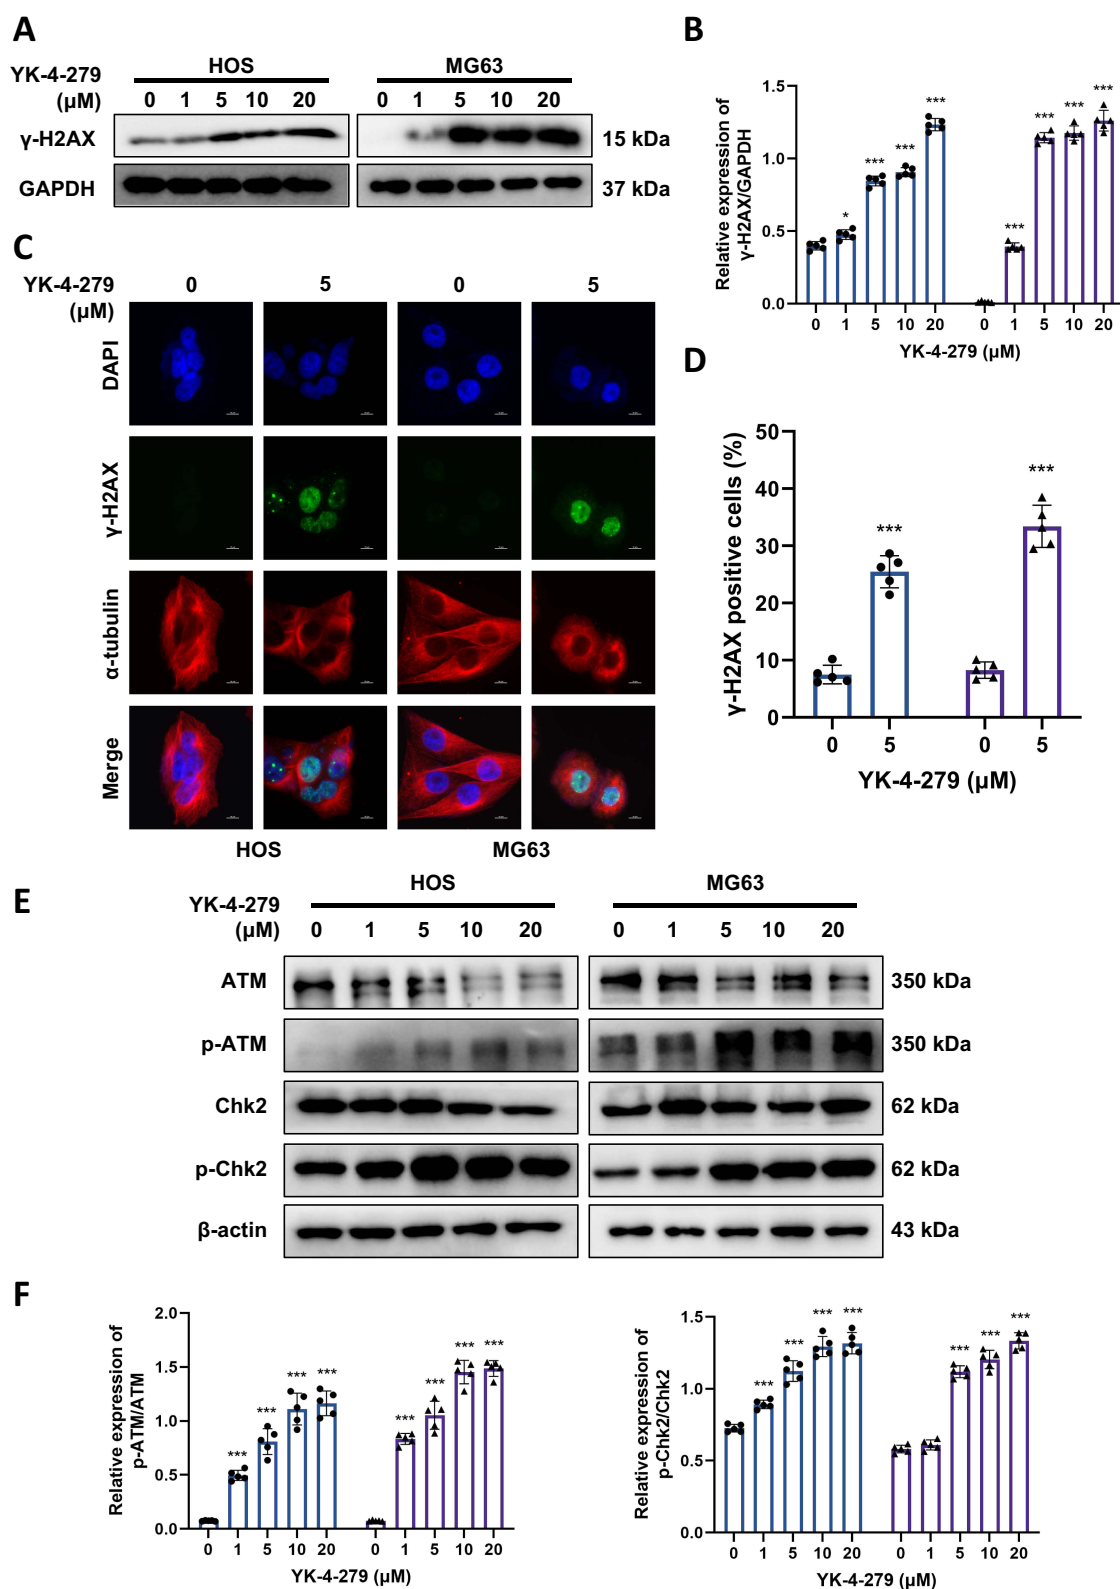 A
HOS MG63
YK-4-279
(μM) 0 1 5 10 20 0 1 5 10 20
γ-H2AX 15 kDa
GAPDH 37 kDa
B
Relative expression of
γ-H2AX/GAPDH
1.5
1.0
0.5
0.0
* *** *** *** *** *** *** ***
0 1 5 10 20 0 1 5 10 20
YK-4-279 (μM)
C
YK-4-279
(μM)
0 5 0 5
DAPI
γ-H2AX
α-tubulin
Merge
HOS MG63
D
γ-H2AX positive cells (%)
50
40
30
20
10
0
*** ***
0 5 0 5
YK-4-279 (μM)
E
HOS MG63
YK-4-279
(μM) 0 1 5 10 20 0 1 5 10 20
ATM 350 kDa
p-ATM 350 kDa
Chk2 62 kDa
p-Chk2 62 kDa
β-actin 43 kDa
F
Relative expression of
p-ATM/ATM
2.0
1.5
1.0
0.5
0.0
*** *** *** *** *** *** *** ***
0 1 5 10 20 0 1 5 10 20
YK-4-279 (μM)
Relative expression of
p-Chk2/Chk2
1.5
1.0
0.5
0.0
*** *** *** *** *** *** ***
0 1 5 10 20 0 1 5 10 20
YK-4-279 (μM)